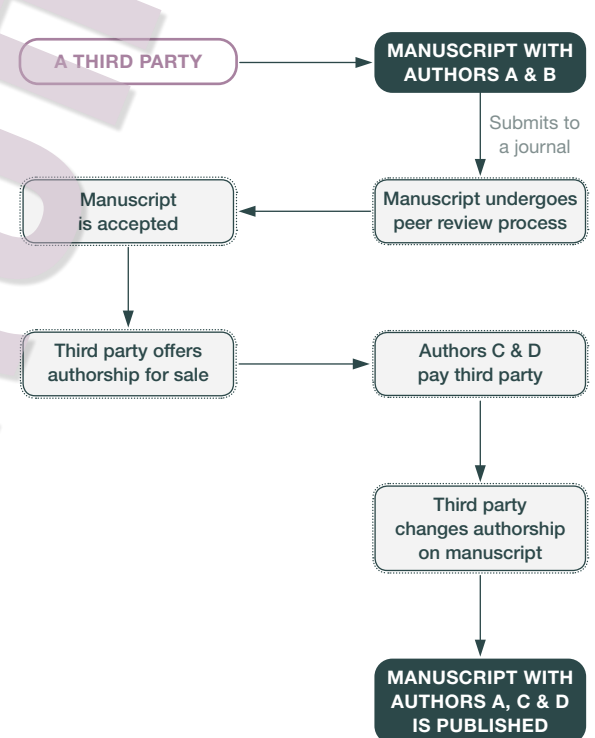 A THIRD PARTY
MANUSCRIPT WITH
AUTHORS A & B
Submits to
a journal
Manuscript undergoes
peer review process
Manuscript
is accepted
Third party offers
authorship for sale
Authors C & D
pay third party
Third party
changes authorship
on manuscript
MANUSCRIPT WITH
AUTHORS A, C & D
IS PUBLISHED